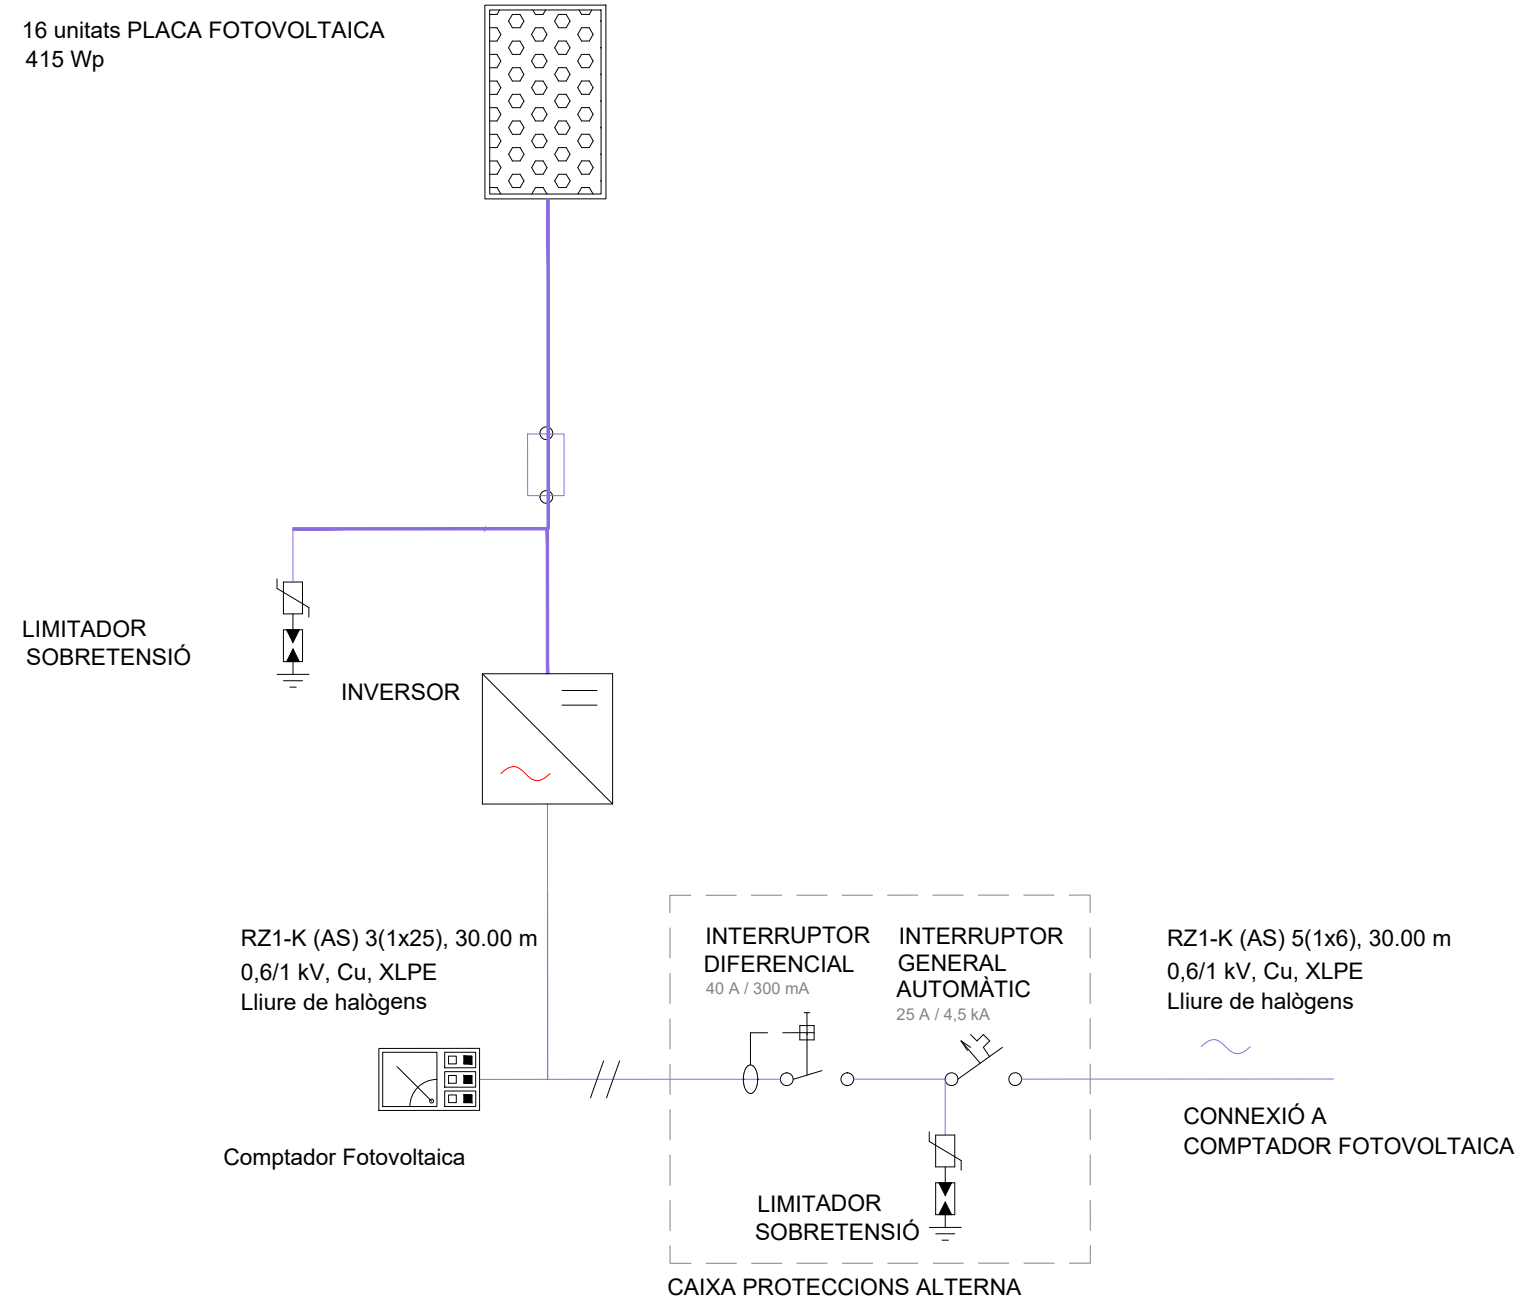 16 unitats PLACA FOTOVOLTAICA
415 Wp
LIMITADOR
SOBRETENSIÓ
INVERSOR
RZ1-K (AS) 3(1x25), 30.00 m
0,6/1 kV, Cu, XLPE
Lliure de halògens
Comptador Fotovoltaica
INTERRUPTOR
DIFERENCIAL
40 A / 300 mA
INTERRUPTOR
GENERAL
AUTOMÀTIC
25 A / 4,5 kA
LIMITADOR
SOBRETENSIÓ
CAIXA PROTECCIONS ALTERNA
RZ1-K (AS) 5(1x6), 30.00 m
0,6/1 kV, Cu, XLPE
Lliure de halògens
CONNEXIÓ A
COMPTADOR FOTOVOLTAICA